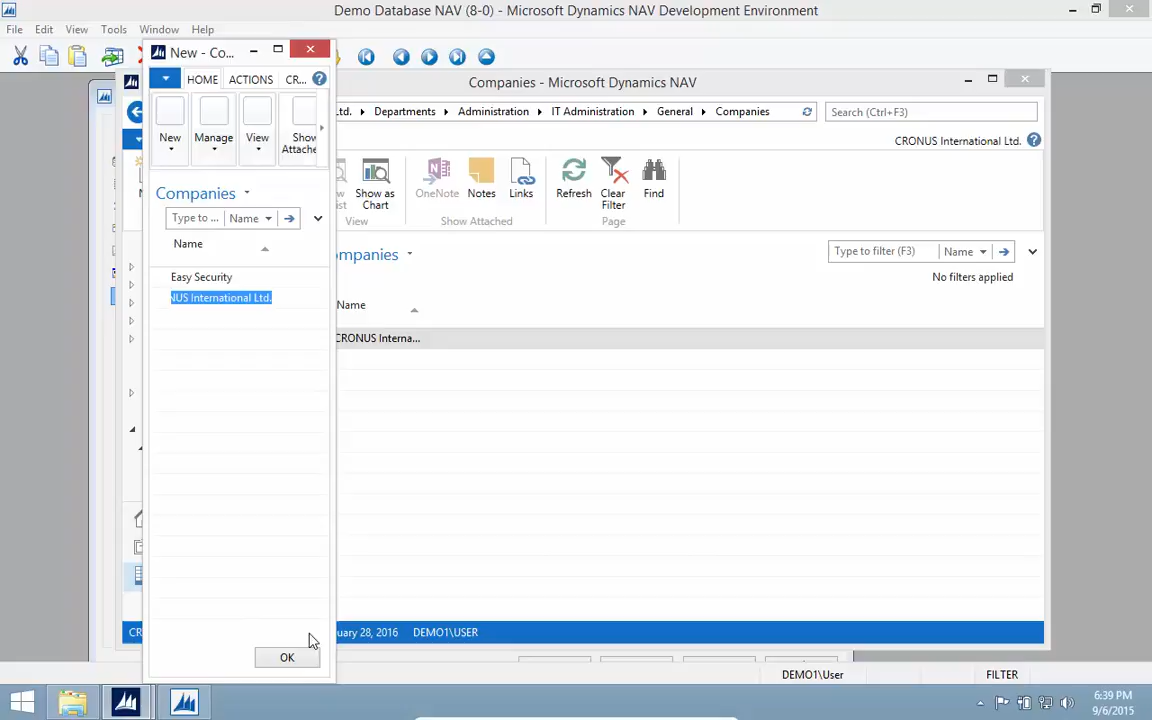 Demo Database NAV (8-0) - Microsoft Dynamics NAV Development Environment
File Edit View Tools Window Help
New - Co...
HOME ACTIONS CR...
New
Manage
View
Show
Attache
Companies
Type to ... Name
Name
Easy Security
NUS International Ltd.
OK
Companies - Microsoft Dynamics NAV
Ltd. Departments Administration IT Administration General Companies
Search (Ctrl+F3)
CRONUS International Ltd.
Show as
Chart
View
OneNote
Notes
Links
Show Attached
Refresh
Clear
Filter
Find
Page
mpanies
Type to filter (F3) Name
No filters applied
Name
CRONUS Interna...
CR
uary 28, 2016 DEMO1\USER
DEMO1\User
FILTER
6:39 PM
9/6/2015